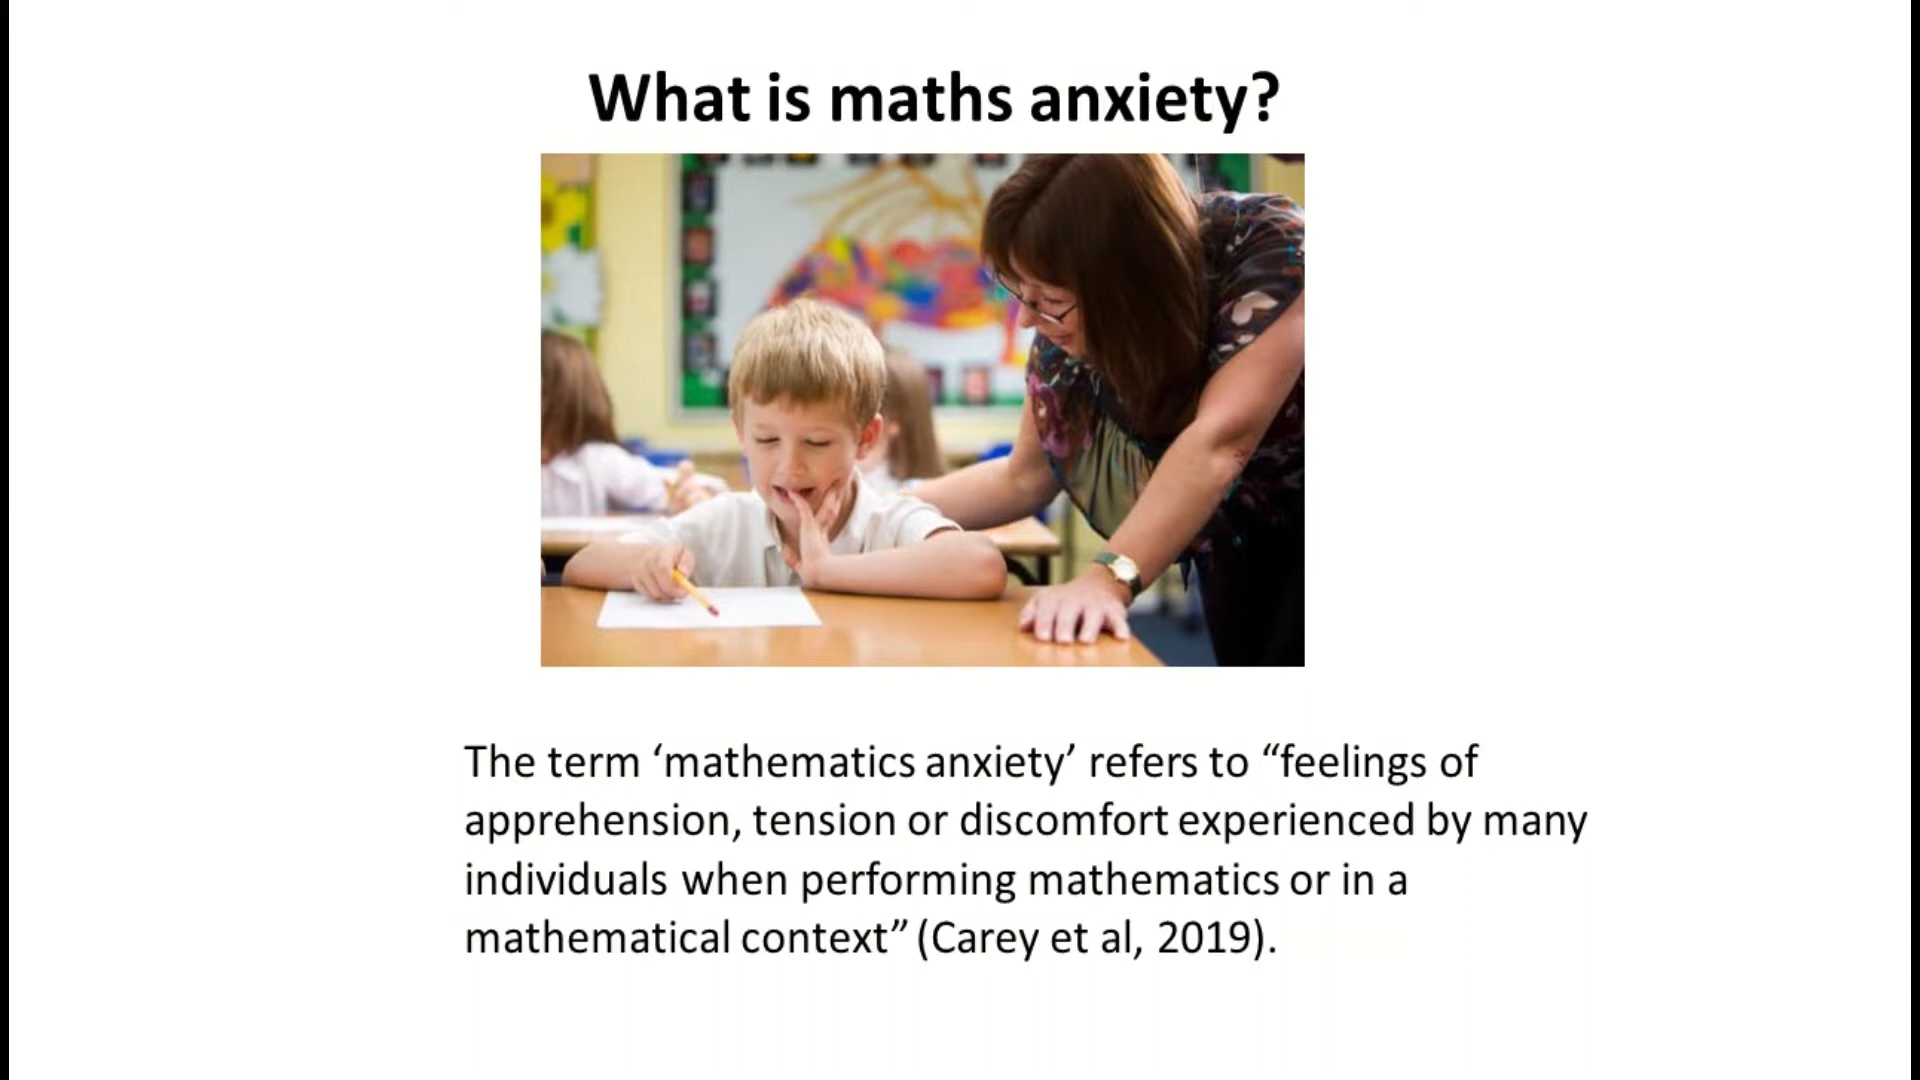 What is maths anxiety?
The term ‘mathematics anxiety’ refers to “feelings of
apprehension, tension or discomfort experienced by many
individuals when performing mathematics or in a
mathematical context” (Carey et al, 2019).